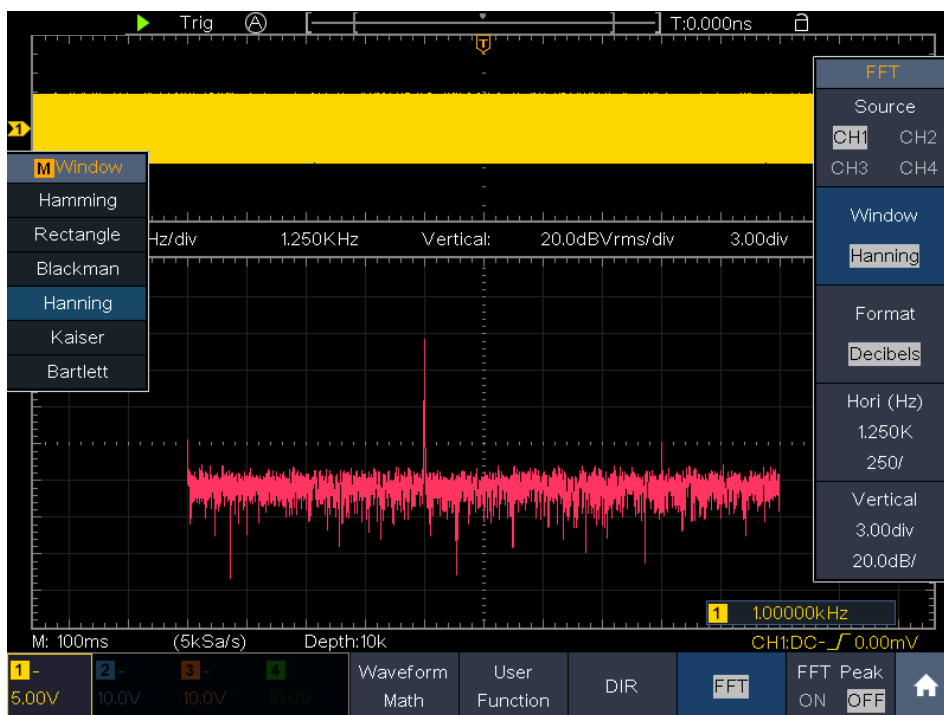 Trig A T:0.000ns
T
FFT
Source
CH1 CH2
CH3 CH4
1
M Window
Hamming
Rectangle
Blackman
Hanning
Kaiser
Bartlett
Hz/div 1.250KHz Vertical: 20.0dBVrms/div 3.00div
Window
Hanning
Format
Decibels
Hori (Hz)
1.250K
250/
Vertical
3.00div
20.0dB/
1 1.00000kHz
M: 100ms (5kSa/s) Depth:10k CH1:DC- 0.00mV
1 - 2 - 3 - 4 -
5.00V 10.0V 10.0V 10.0V
Waveform
Math
User
Function
DIR
FFT
FFT Peak
ON OFF